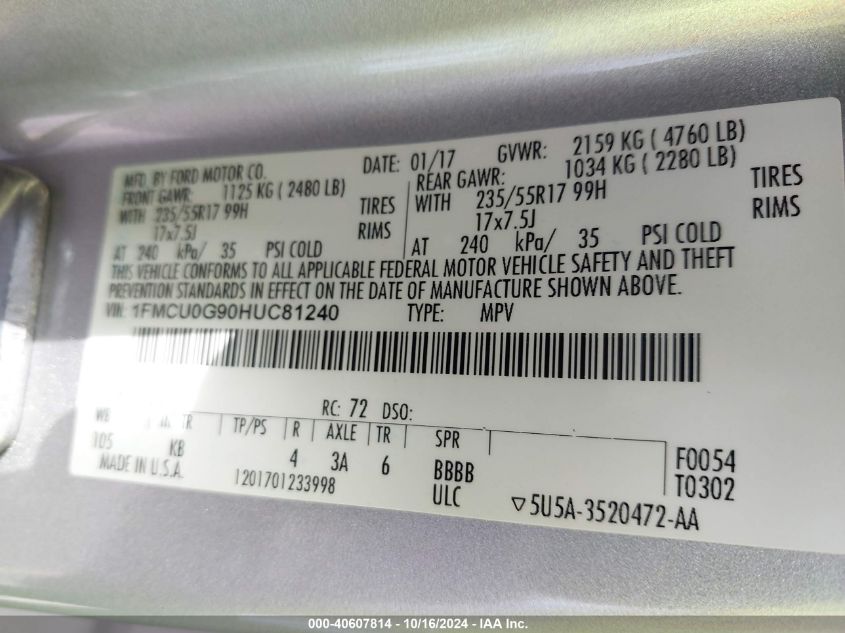 MFD. BY FORD MOTOR CO. DATE: 01/17 GVWR: 2159 KG ( 4760 LB)
FRONT GAWR: 1125 KG ( 2480 LB) REAR GAWR: 1034 KG ( 2280 LB)
WITH 235/55R17 99H TIRES WITH 235/55R17 99H TIRES
17x7.5J RIMS 17x7.5J RIMS
AT 240 kPa/ 35 PSI COLD AT 240 kPa/ 35 PSI COLD
THIS VEHICLE CONFORMS TO ALL APPLICABLE FEDERAL MOTOR VEHICLE SAFETY AND THEFT
PREVENTION STANDARDS IN EFFECT ON THE DATE OF MANUFACTURE SHOWN ABOVE.
VIN: 1FMCU0G90HUC81240 TYPE: MPV
RC: 72 DSO:
WB TR TP/PS R AXLE TR SPR
105 KB 4 3A 6 BBBB F0054
MADE IN U.S.A. 1201701233998 ULC T0302
5U5A-3520472-AA
000-40607814 - 10/16/2024 - IAA Inc.